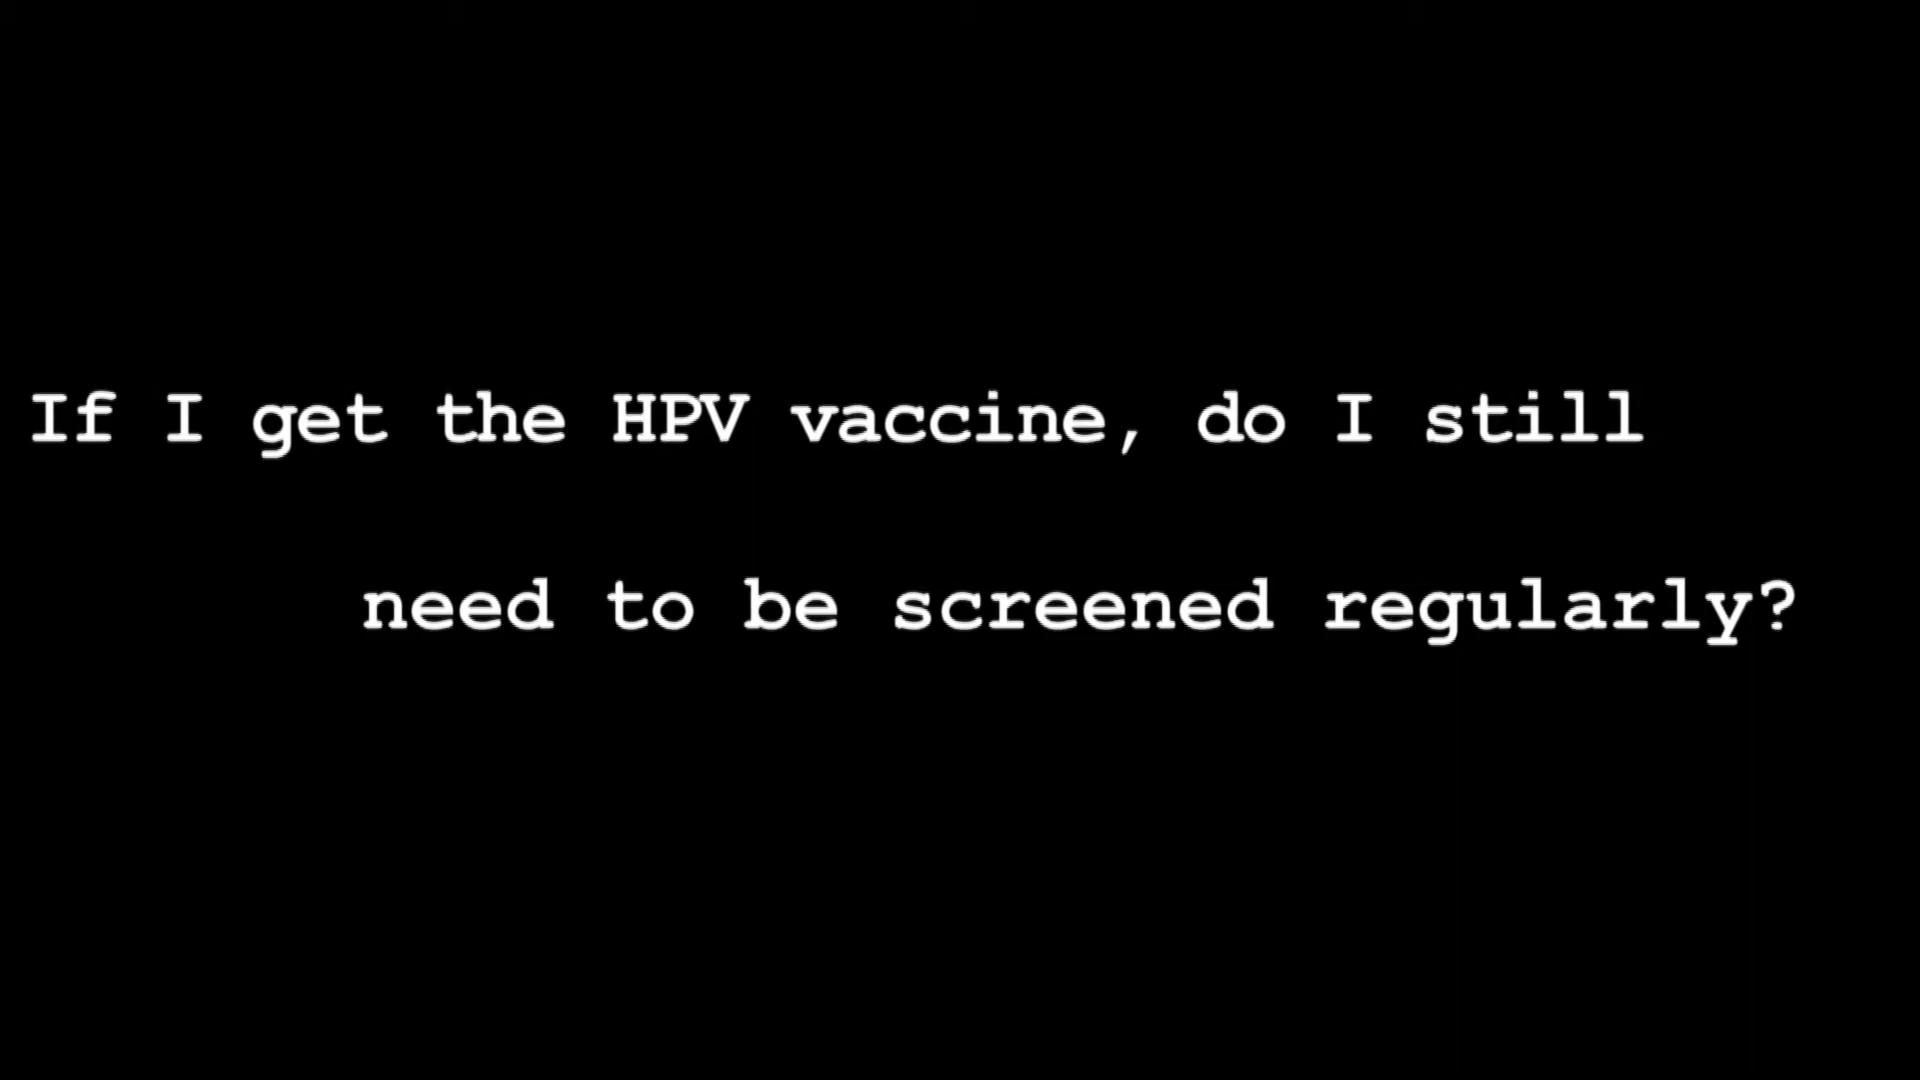 If I get the HPV vaccine, do I still
need to be screened regularly?